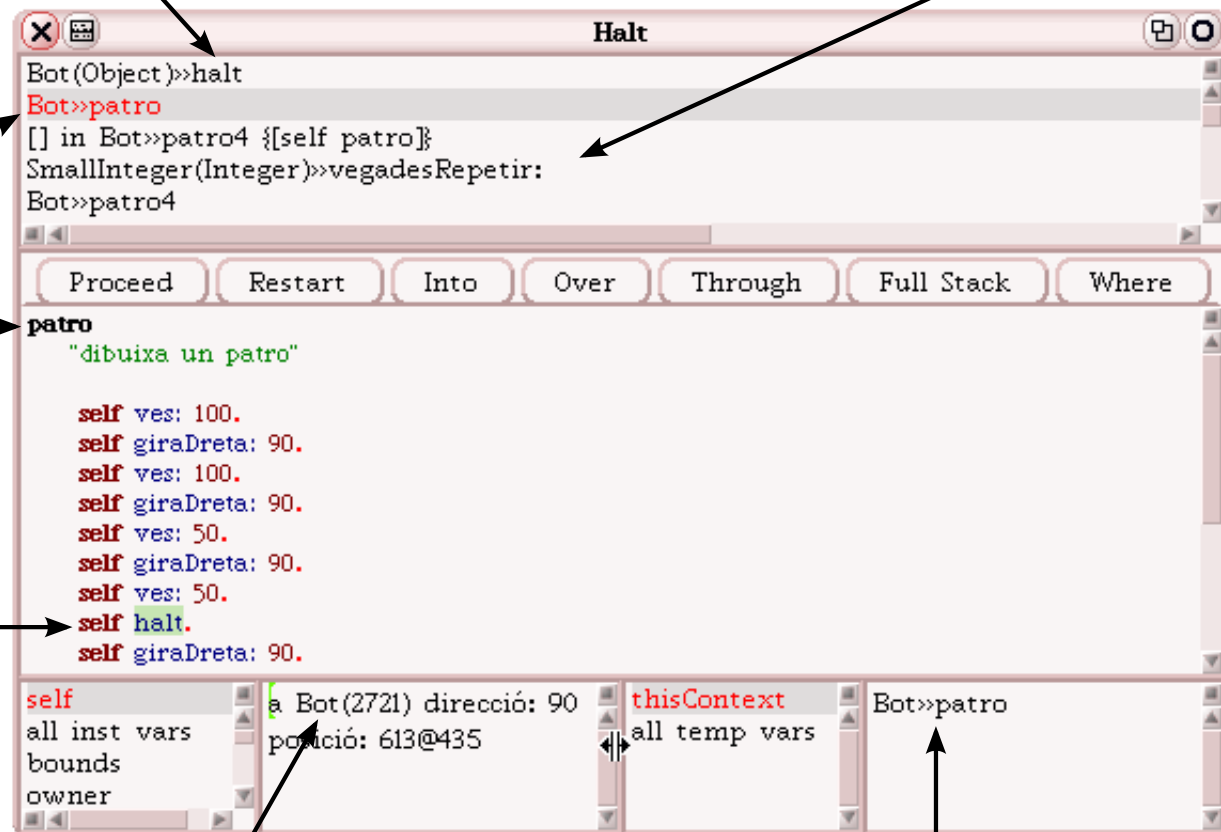 Halt
Bot(Object)»halt
Bot»patro
[] in Bot»patro4 {[self patro]}
SmallInteger(Integer)»vegadesRepetir:
Bot»patro4
Proceed Restart Into Over Through Full Stack Where
patro
"dibuixa un patro"
self ves: 100.
self giraDreta: 90.
self ves: 100.
self giraDreta: 90.
self ves: 50.
self giraDreta: 90.
self ves: 50.
self halt.
self giraDreta: 90.
self
all inst vars
bounds
owner
a Bot(2721) direcció: 90
posició: 613@435
thisContext
all temp vars
Bot»patro